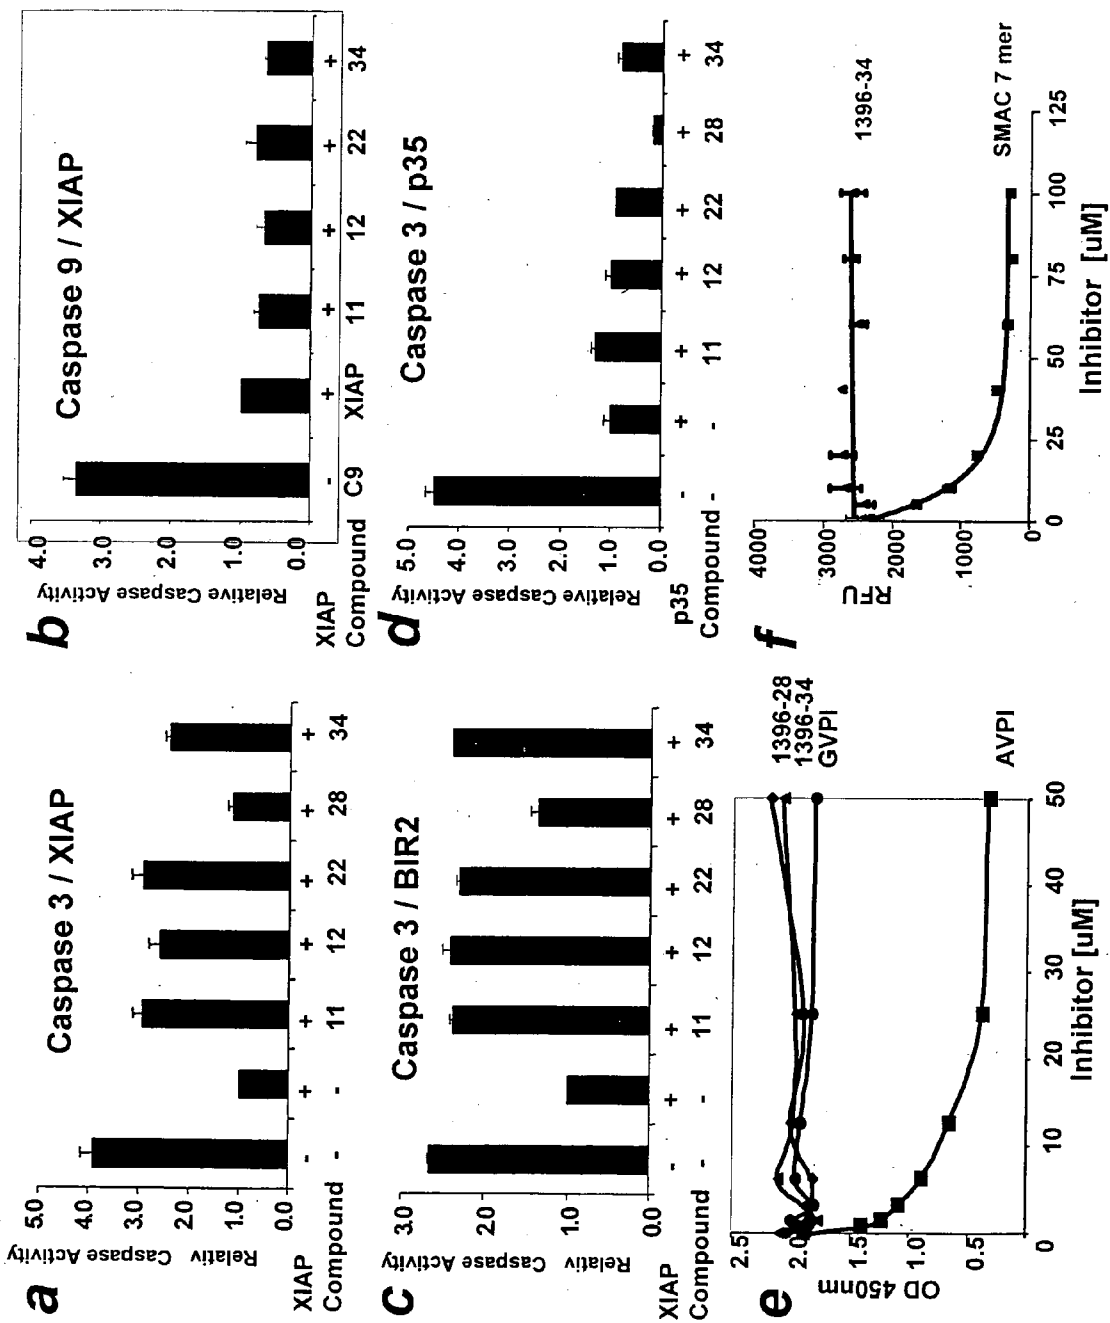 a
Caspase 3 / XIAP
Relativ Caspase Activity
5.0
4.0
3.0
2.0
1.0
0.0
XIAP - + + + + + +
Compound - - 11 12 22 28 34
b
Caspase 9 / XIAP
Relative Caspase Activity
4.0
3.0
2.0
1.0
0.0
XIAP - + + + + +
Compound C9 XIAP 11 12 22 34
c
Caspase 3 / BIR2
Relativ Caspase Activity
3.0
2.0
1.0
0.0
XIAP - + + + + + +
Compound - - 11 12 22 28 34
d
Caspase 3 / p35
Relative Caspase Activity
5.0
4.0
3.0
2.0
1.0
0.0
p35 - + + + + + +
Compound - - 11 12 22 28 34
e
OD 450nm
2.5
2.0
1.5
1.0
0.5
0 10 20 30 40 50
Inhibitor [uM]
1396-28
1396-34
GVPI
AVPI
f
RFU
4000
3000
2000
1000
0
0 25 50 75 100 125
Inhibitor [uM]
1396-34
SMAC 7 mer